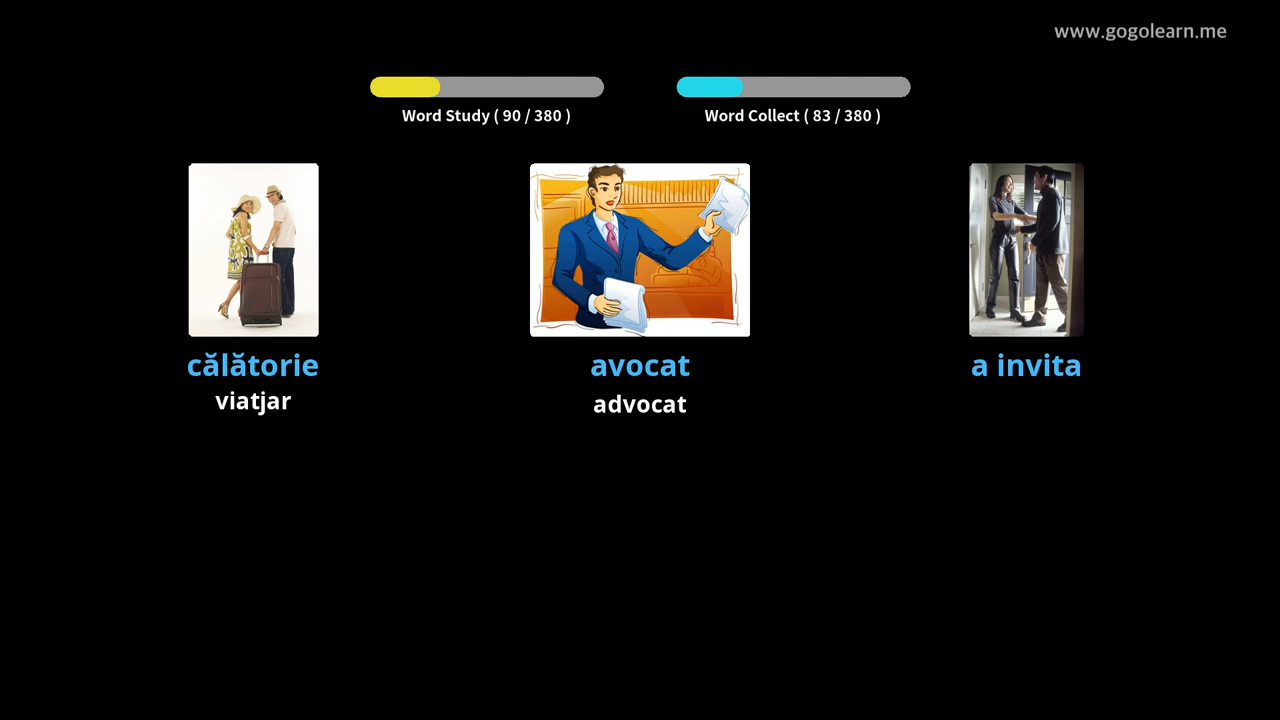 www.gogolearn.me
Word Study ( 90 / 380 )
Word Collect ( 83 / 380 )
călătorie
viatjar
avocat
advocat
a invita